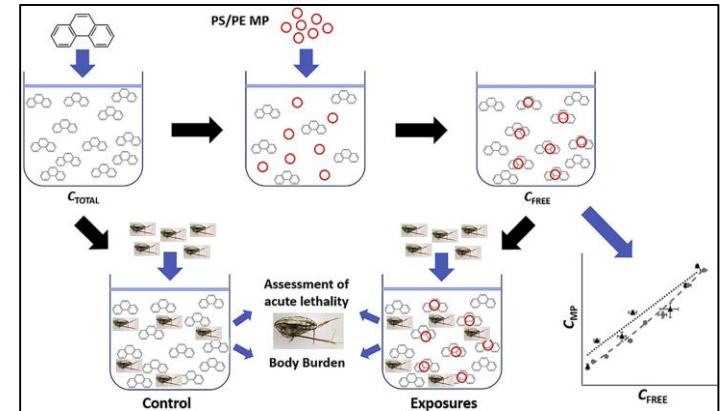 PS/PE MP
CTOTAL
CFREE
Assessment of
acute lethality
Body Burden
Control
Exposures
CMP
CFREE